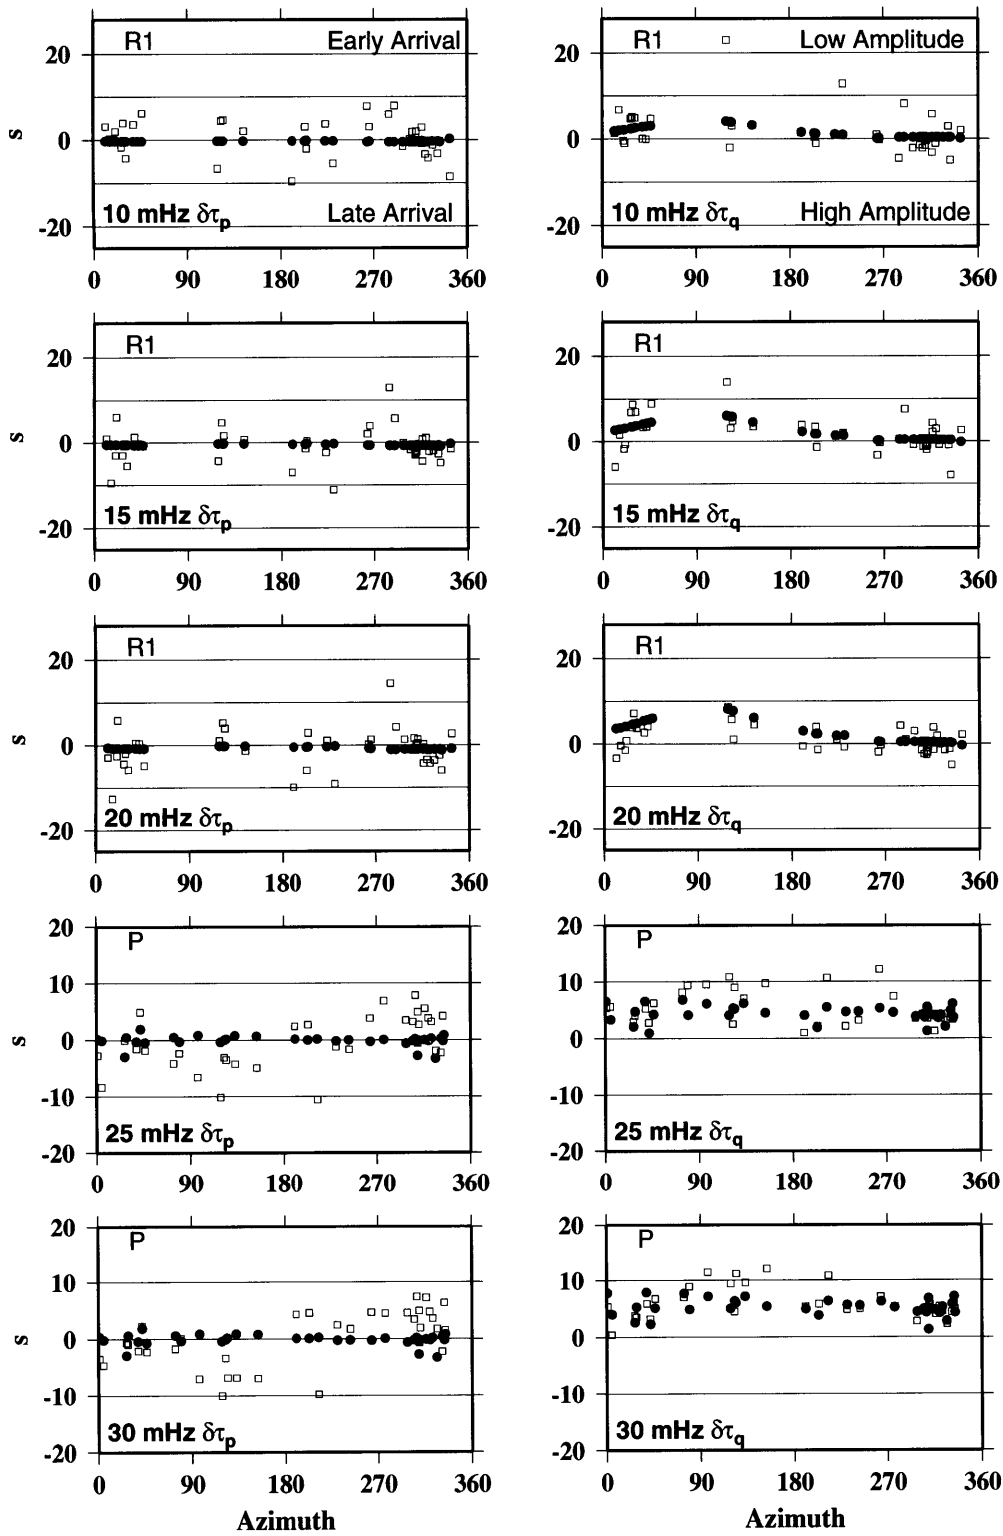 R1 Early Arrival
20
0
-20
s
10 mHz δτp Late Arrival
0 90 180 270 360
R1 Low Amplitude
20
0
-20
10 mHz δτq High Amplitude
0 90 180 270 360
R1
20
0
-20
s
15 mHz δτp
0 90 180 270 360
R1
20
0
-20
15 mHz δτq
0 90 180 270 360
R1
20
0
-20
s
20 mHz δτp
0 90 180 270 360
R1
20
0
-20
20 mHz δτq
0 90 180 270 360
P
20
10
0
-10
-20
s
25 mHz δτp
0 90 180 270 360
P
20
10
0
-10
-20
25 mHz δτq
0 90 180 270 360
P
20
10
0
-10
-20
s
30 mHz δτp
0 90 180 270 360
Azimuth
P
20
10
0
-10
-20
30 mHz δτq
0 90 180 270 360
Azimuth